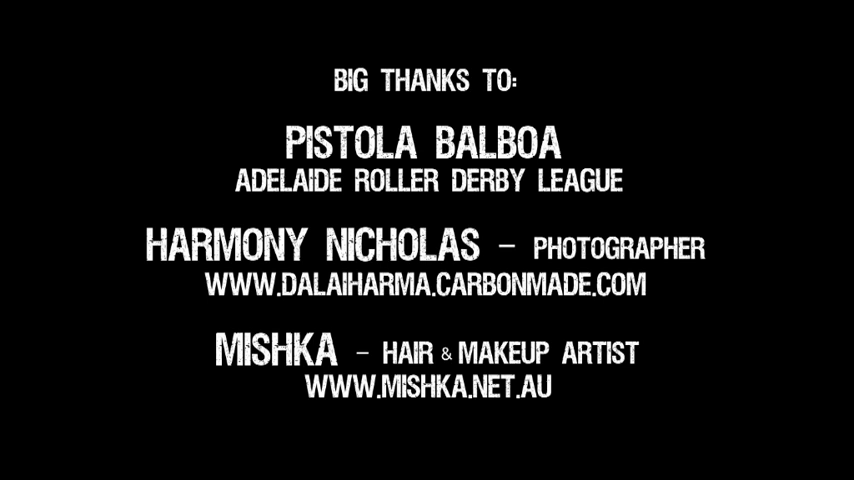 BIG THANKS TO:
PISTOLA BALBOA
ADELAIDE ROLLER DERBY LEAGUE
HARMONY NICHOLAS – PHOTOGRAPHER
WWW.DALAIHARMA.CARBONMADE.COM
MISHKA – HAIR & MAKEUP ARTIST
WWW.MISHKA.NET.AU